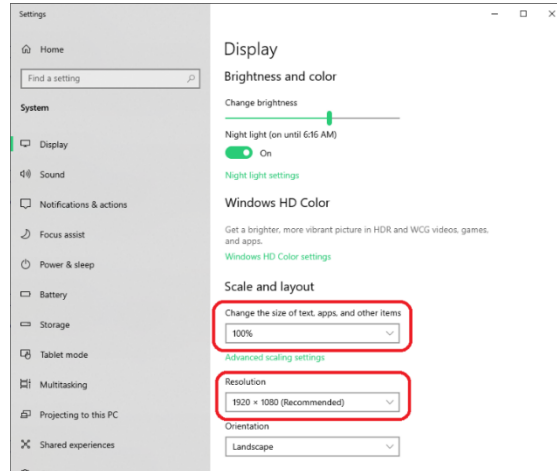 Settings
Home
Find a setting
System
Display
Sound
Notifications & actions
Focus assist
Power & sleep
Battery
Storage
Tablet mode
Multitasking
Projecting to this PC
Shared experiences
Display
Brightness and color
Change brightness
Night light (on until 6:16 AM)
On
Night light settings
Windows HD Color
Get a brighter, more vibrant picture in HDR and WCG videos, games,
and apps.
Windows HD Color settings
Scale and layout
Change the size of text, apps, and other items
100%
Advanced scaling settings
Resolution
1920 × 1080 (Recommended)
Orientation
Landscape